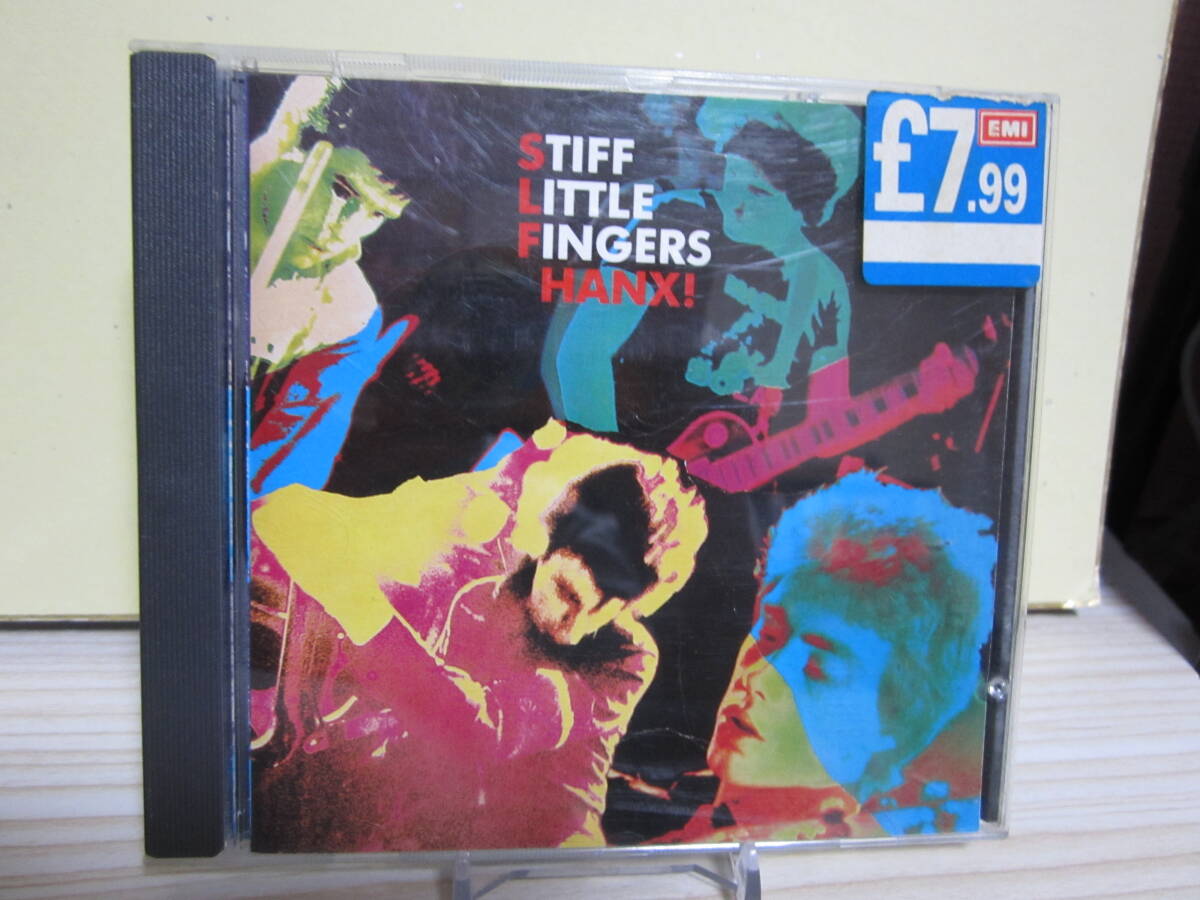 STIFF
LITTLE
FINGERS
HANX!
£7.99
EMI